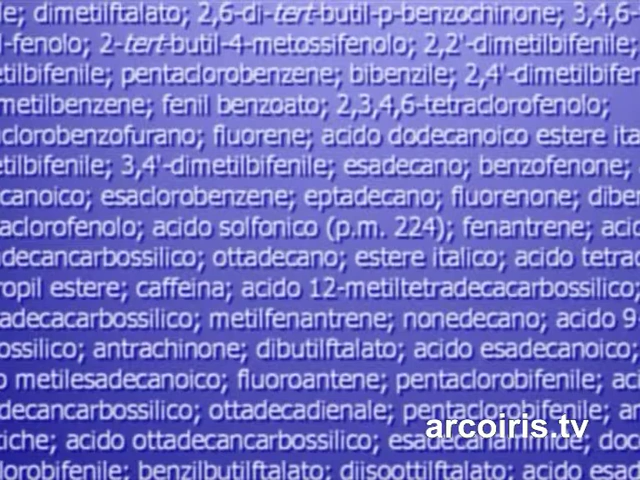 le; dimetilftalato; 2,6-di-tert-butil-p-benzochinone; 3,4,6-
l-fenolo; 2-tert-butil-4-metossifenolo; 2,2'-dimetilbifenile;
etilbifenile; pentaclorobenzene; bibenzile; 2,4'-dimetilbifen
metilbenzene; fenil benzoato; 2,3,4,6-tetraclorofenolo;
clorobenzofurano; fluorene; acido dodecanoico estere ita
etilbifenile; 3,4'-dimetilbifenile; esadecano; benzofenone;
canoico; esaclorobenzene; eptadecano; fluorenone; dibe
aclorofenolo; acido solfonico (p.m. 224); fenantrene; acid
decancarbossilico; ottadecano; estere italico; acido tetrad
ropil estere; caffeina; acido 12-metiltetradecacarbossilico;
adecacarbossilico; metilfenantrene; nonedecano; acido 9
ossilico; antrachinone; dibutilftalato; acido esadecanoico;
o metilesadecanoico; fluoroantene; pentaclorobifenile; ac
decancarbossilico; ottadecadienale; pentaclorobifenile; an
tiche; acido ottadecancarbossilico; dod
lorobifenile; benzilbutilftalato; diisoottilftalato; acido esad
arcoiris.tv